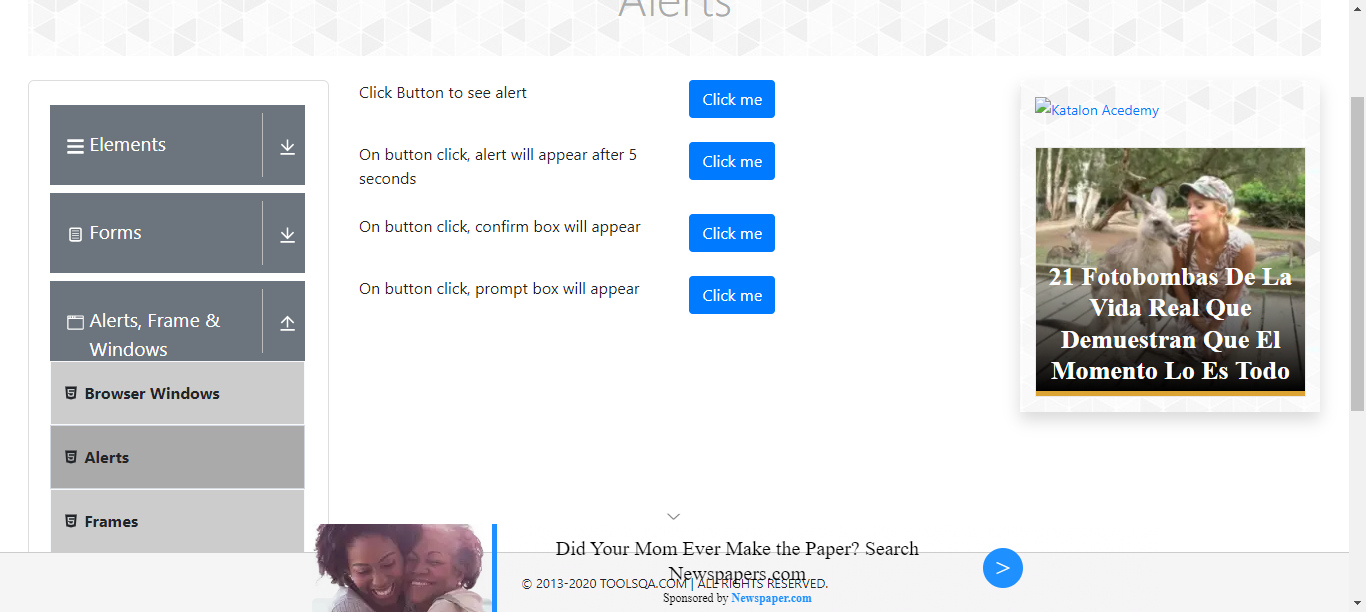 Alerts
Elements
Forms
Alerts, Frame &
Windows
Browser Windows
Alerts
Frames
Click Button to see alert
Click me
On button click, alert will appear after 5
seconds
Click me
On button click, confirm box will appear
Click me
On button click, prompt box will appear
Click me
Katalon Acedemy
21 Fotobombas De La
Vida Real Que
Demuestran Que El
Momento Lo Es Todo
Did Your Mom Ever Make the Paper? Search
Newspapers.com
© 2013-2020 TOOLSQA.COM | ALL RIGHTS RESERVED.
Sponsored by Newspaper.com
>